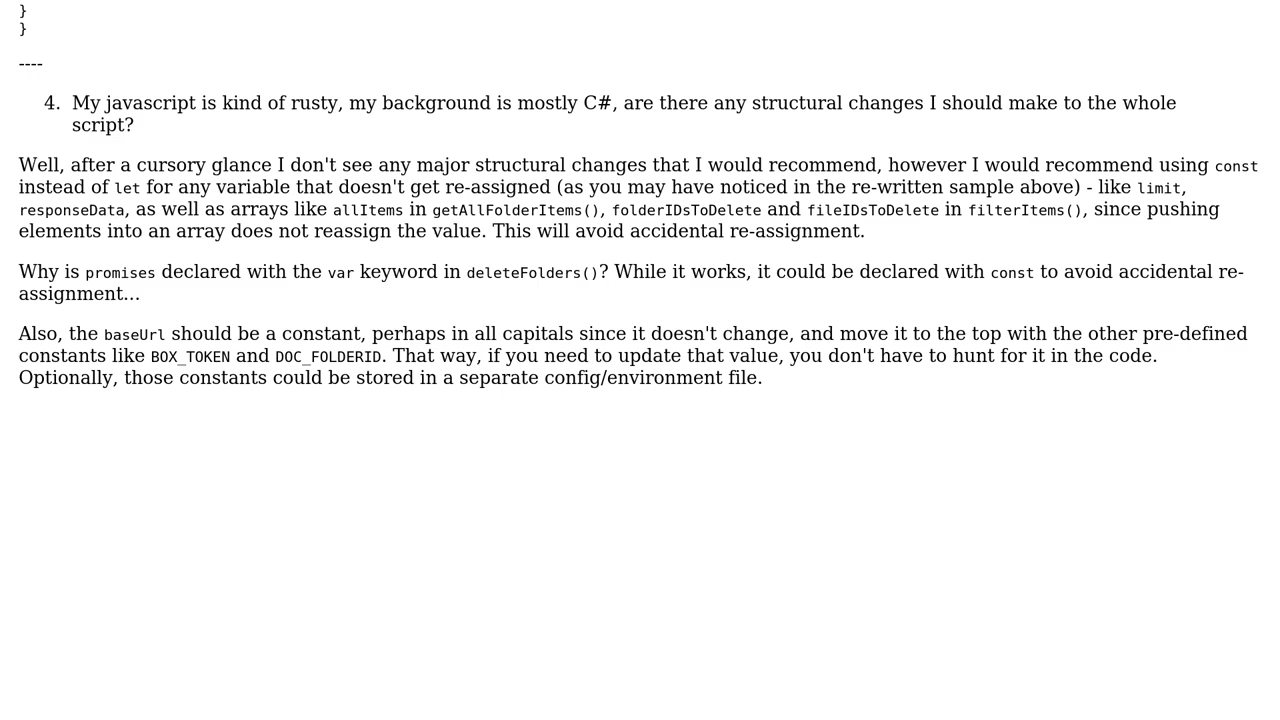 }
}
----
4. My javascript is kind of rusty, my background is mostly C#, are there any structural changes I should make to the whole
script?
Well, after a cursory glance I don't see any major structural changes that I would recommend, however I would recommend using const
instead of let for any variable that doesn't get re-assigned (as you may have noticed in the re-written sample above) - like limit,
responseData, as well as arrays like allItems in getAllFolderItems(), folderIDsToDelete and fileIDsToDelete in filterItems(), since pushing
elements into an array does not reassign the value. This will avoid accidental re-assignment.
Why is promises declared with the var keyword in deleteFolders()? While it works, it could be declared with const to avoid accidental re-
assignment...
Also, the baseUrl should be a constant, perhaps in all capitals since it doesn't change, and move it to the top with the other pre-defined
constants like BOX_TOKEN and DOC_FOLDERID. That way, if you need to update that value, you don't have to hunt for it in the code.
Optionally, those constants could be stored in a separate config/environment file.